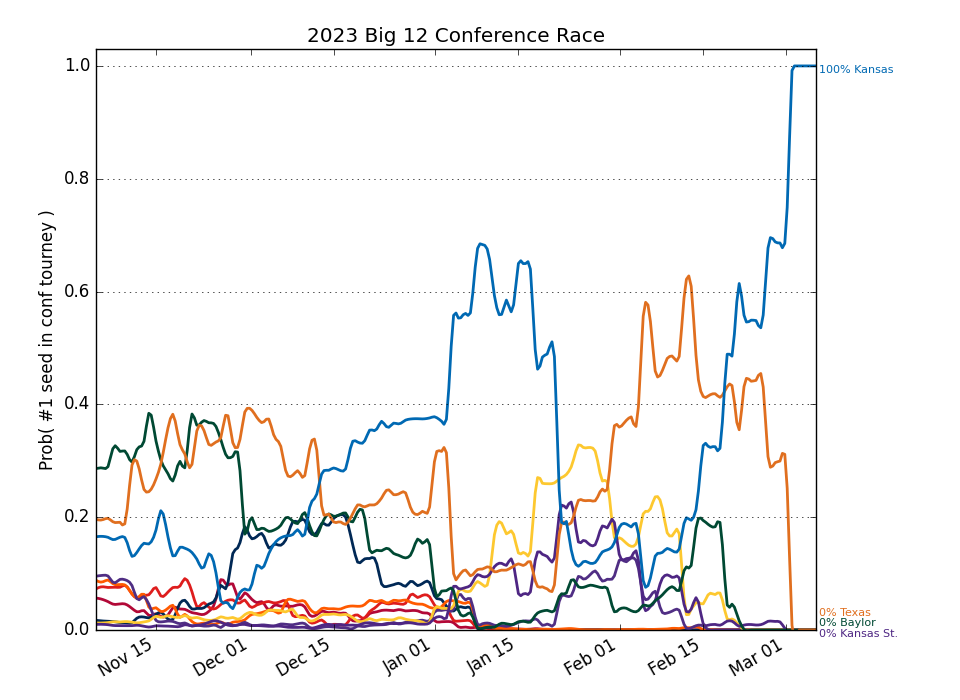 2023 Big 12 Conference Race
Prob( #1 seed in conf tourney )
1.0
0.8
0.6
0.4
0.2
0.0
Nov 15
Dec 01
Dec 15
Jan 01
Jan 15
Feb 01
Feb 15
Mar 01
100% Kansas
0% Texas
0% Baylor
0% Kansas St.